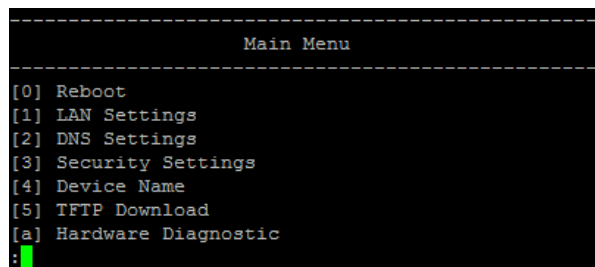 Main Menu
[0] Reboot
[1] LAN Settings
[2] DNS Settings
[3] Security Settings
[4] Device Name
[5] TFTP Download
[a] Hardware Diagnostic
: